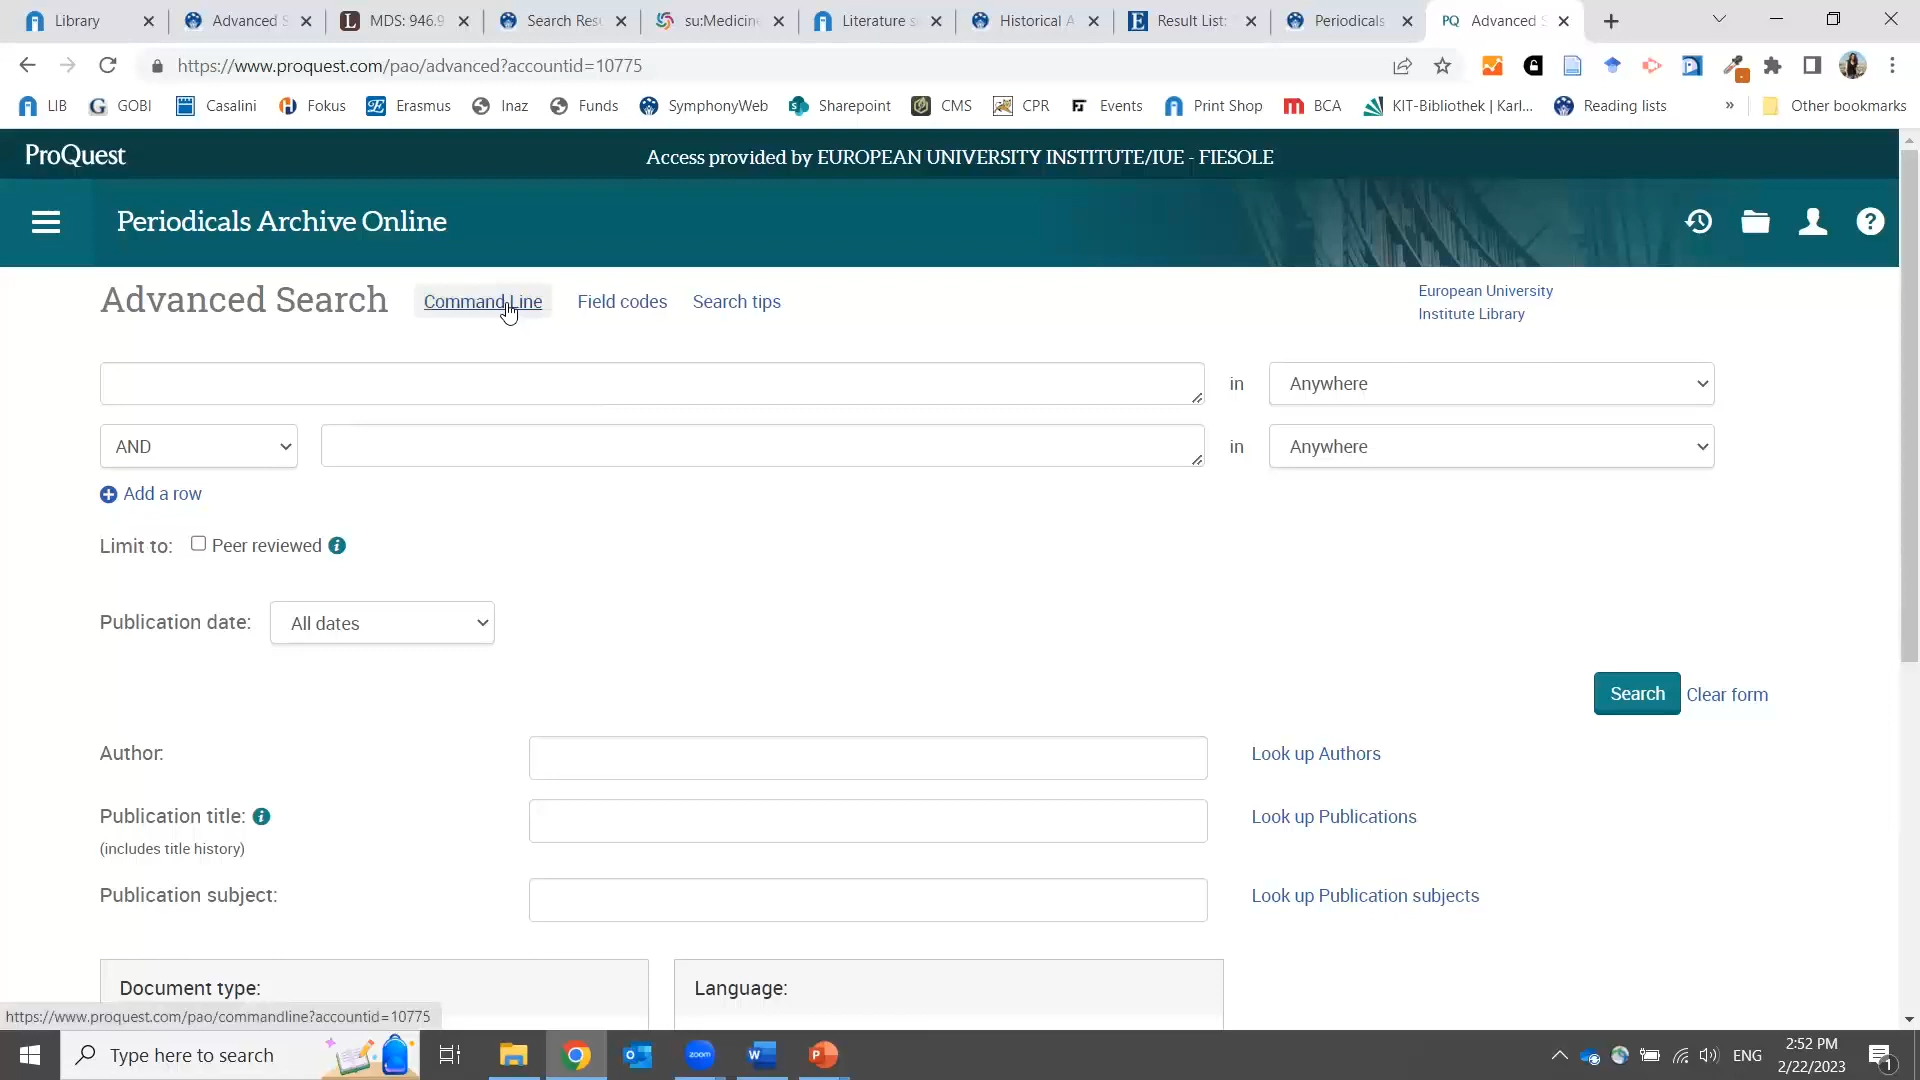 Library
Advanced S
MDS: 946.9
Search Resu
su:Medicine
Literature s
Historical A
Result List:
Periodicals
PQ Advanced S
https://www.proquest.com/pao/advanced?accountid=10775
LIB
GOBI
Casalini
Fokus
Erasmus
Inaz
Funds
SymphonyWeb
Sharepoint
CMS
CPR
Events
Print Shop
BCA
KIT-Bibliothek | Karl...
Reading lists
»
Other bookmarks
ProQuest
Access provided by EUROPEAN UNIVERSITY INSTITUTE/IUE - FIESOLE
Periodicals Archive Online
Advanced Search
Command Line
Field codes
Search tips
European University
Institute Library
in
Anywhere
AND
in
Anywhere
Add a row
Limit to:
Peer reviewed
Publication date:
All dates
Search
Clear form
Author:
Look up Authors
Publication title:
(includes title history)
Look up Publications
Publication subject:
Look up Publication subjects
Document type:
Language:
https://www.proquest.com/pao/commandline?accountid=10775
Type here to search
zoom
ENG
2:52 PM
2/22/2023
1